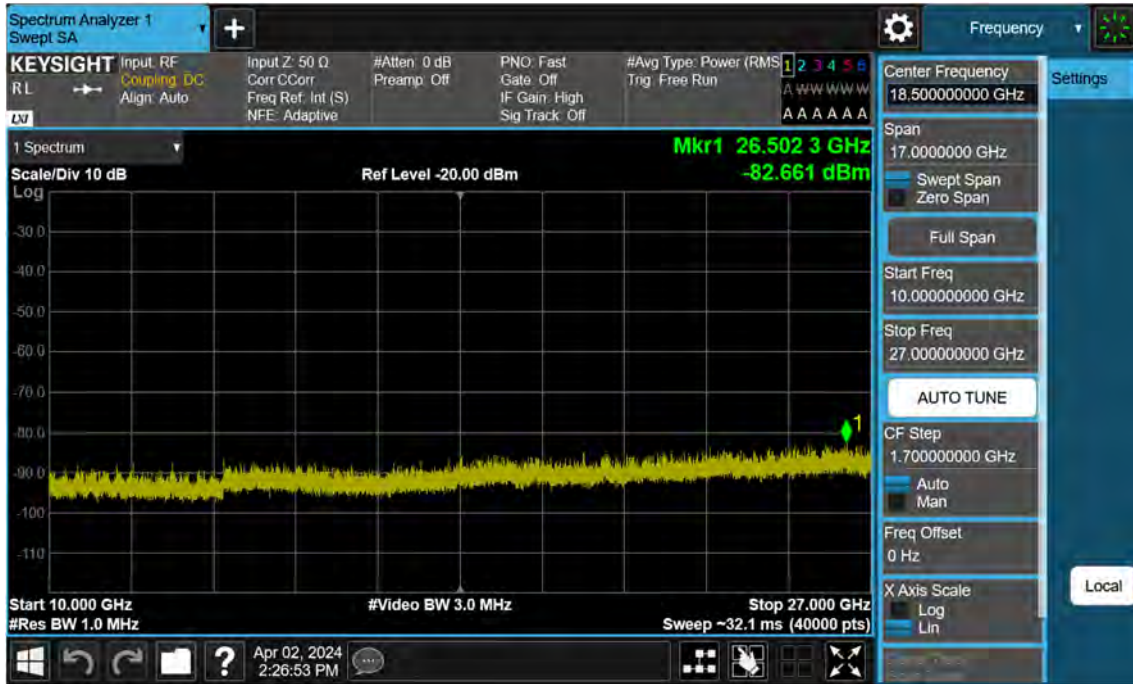 Spectrum Analyzer 1
Swept SA
Frequency
KEYSIGHT
RL
LXI
Input: RF
Coupling: DC
Align: Auto
Input Z: 50 Ω
Corr CCorr
Freq Ref: Int (S)
NFE: Adaptive
#Atten: 0 dB
Preamp: Off
PNO: Fast
Gate: Off
IF Gain: High
Sig Track: Off
#Avg Type: Power (RMS
Trig: Free Run
1 2 3 4 5 6
A W W W W W
A A A A A A
1 Spectrum
Scale/Div 10 dB
Ref Level -20.00 dBm
Mkr1 26.502 3 GHz
-82.661 dBm
Log
-30.0
-40.0
-50.0
-60.0
-70.0
-80.0
-90.0
-100
-110
1
Start 10.000 GHz
#Res BW 1.0 MHz
#Video BW 3.0 MHz
Stop 27.000 GHz
Sweep ~32.1 ms (40000 pts)
Center Frequency
18.500000000 GHz
Settings
Span
17.0000000 GHz
Swept Span
Zero Span
Full Span
Start Freq
10.000000000 GHz
Stop Freq
27.000000000 GHz
AUTO TUNE
CF Step
1.700000000 GHz
Auto
Man
Freq Offset
0 Hz
X Axis Scale
Log
Lin
Local
?
Apr 02, 2024
2:26:53 PM